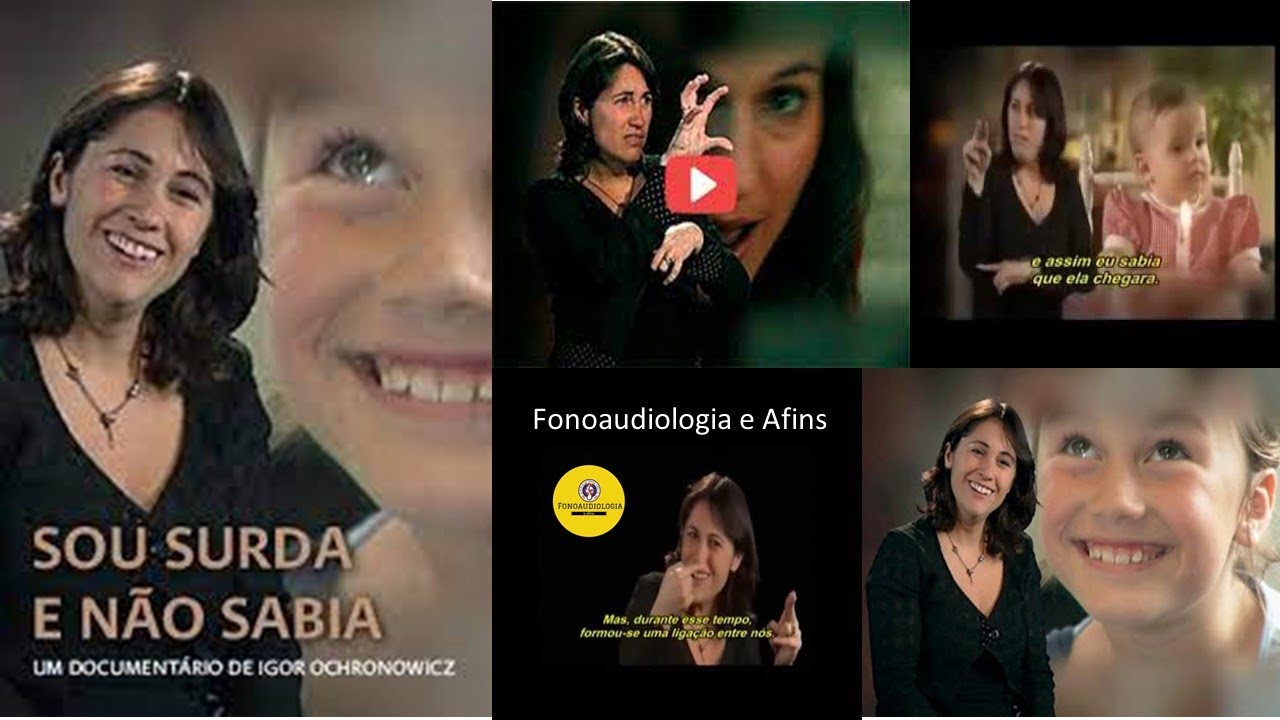 SOU SURDA
E NÃO SABIA
UM DOCUMENTÁRIO DE IGOR OCHRONOWICZ
e assim eu sabia
que ela chegara.
Fonoaudiologia e Afins
FONOAUDIOLOGIA
Mas, durante esse tempo,
formou-se uma ligação entre nós.